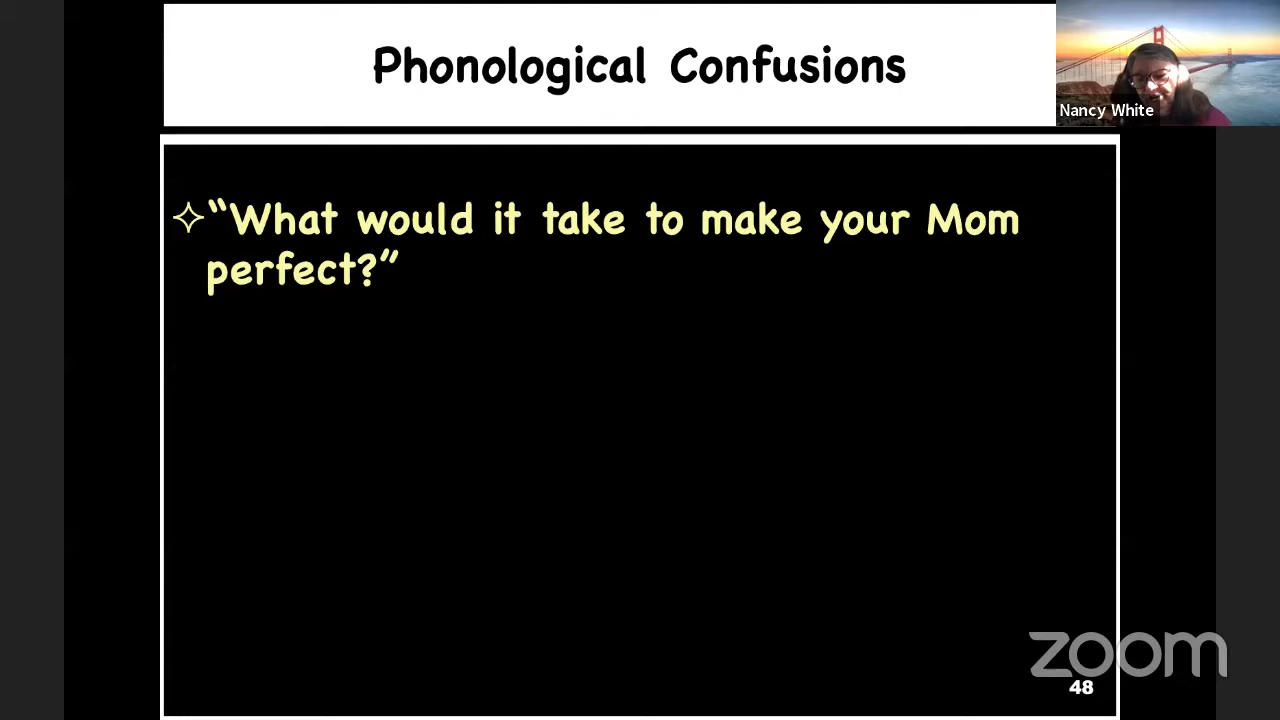 Phonological Confusions
Nancy White
✧“What would it take to make your Mom
perfect?”
zoom
48